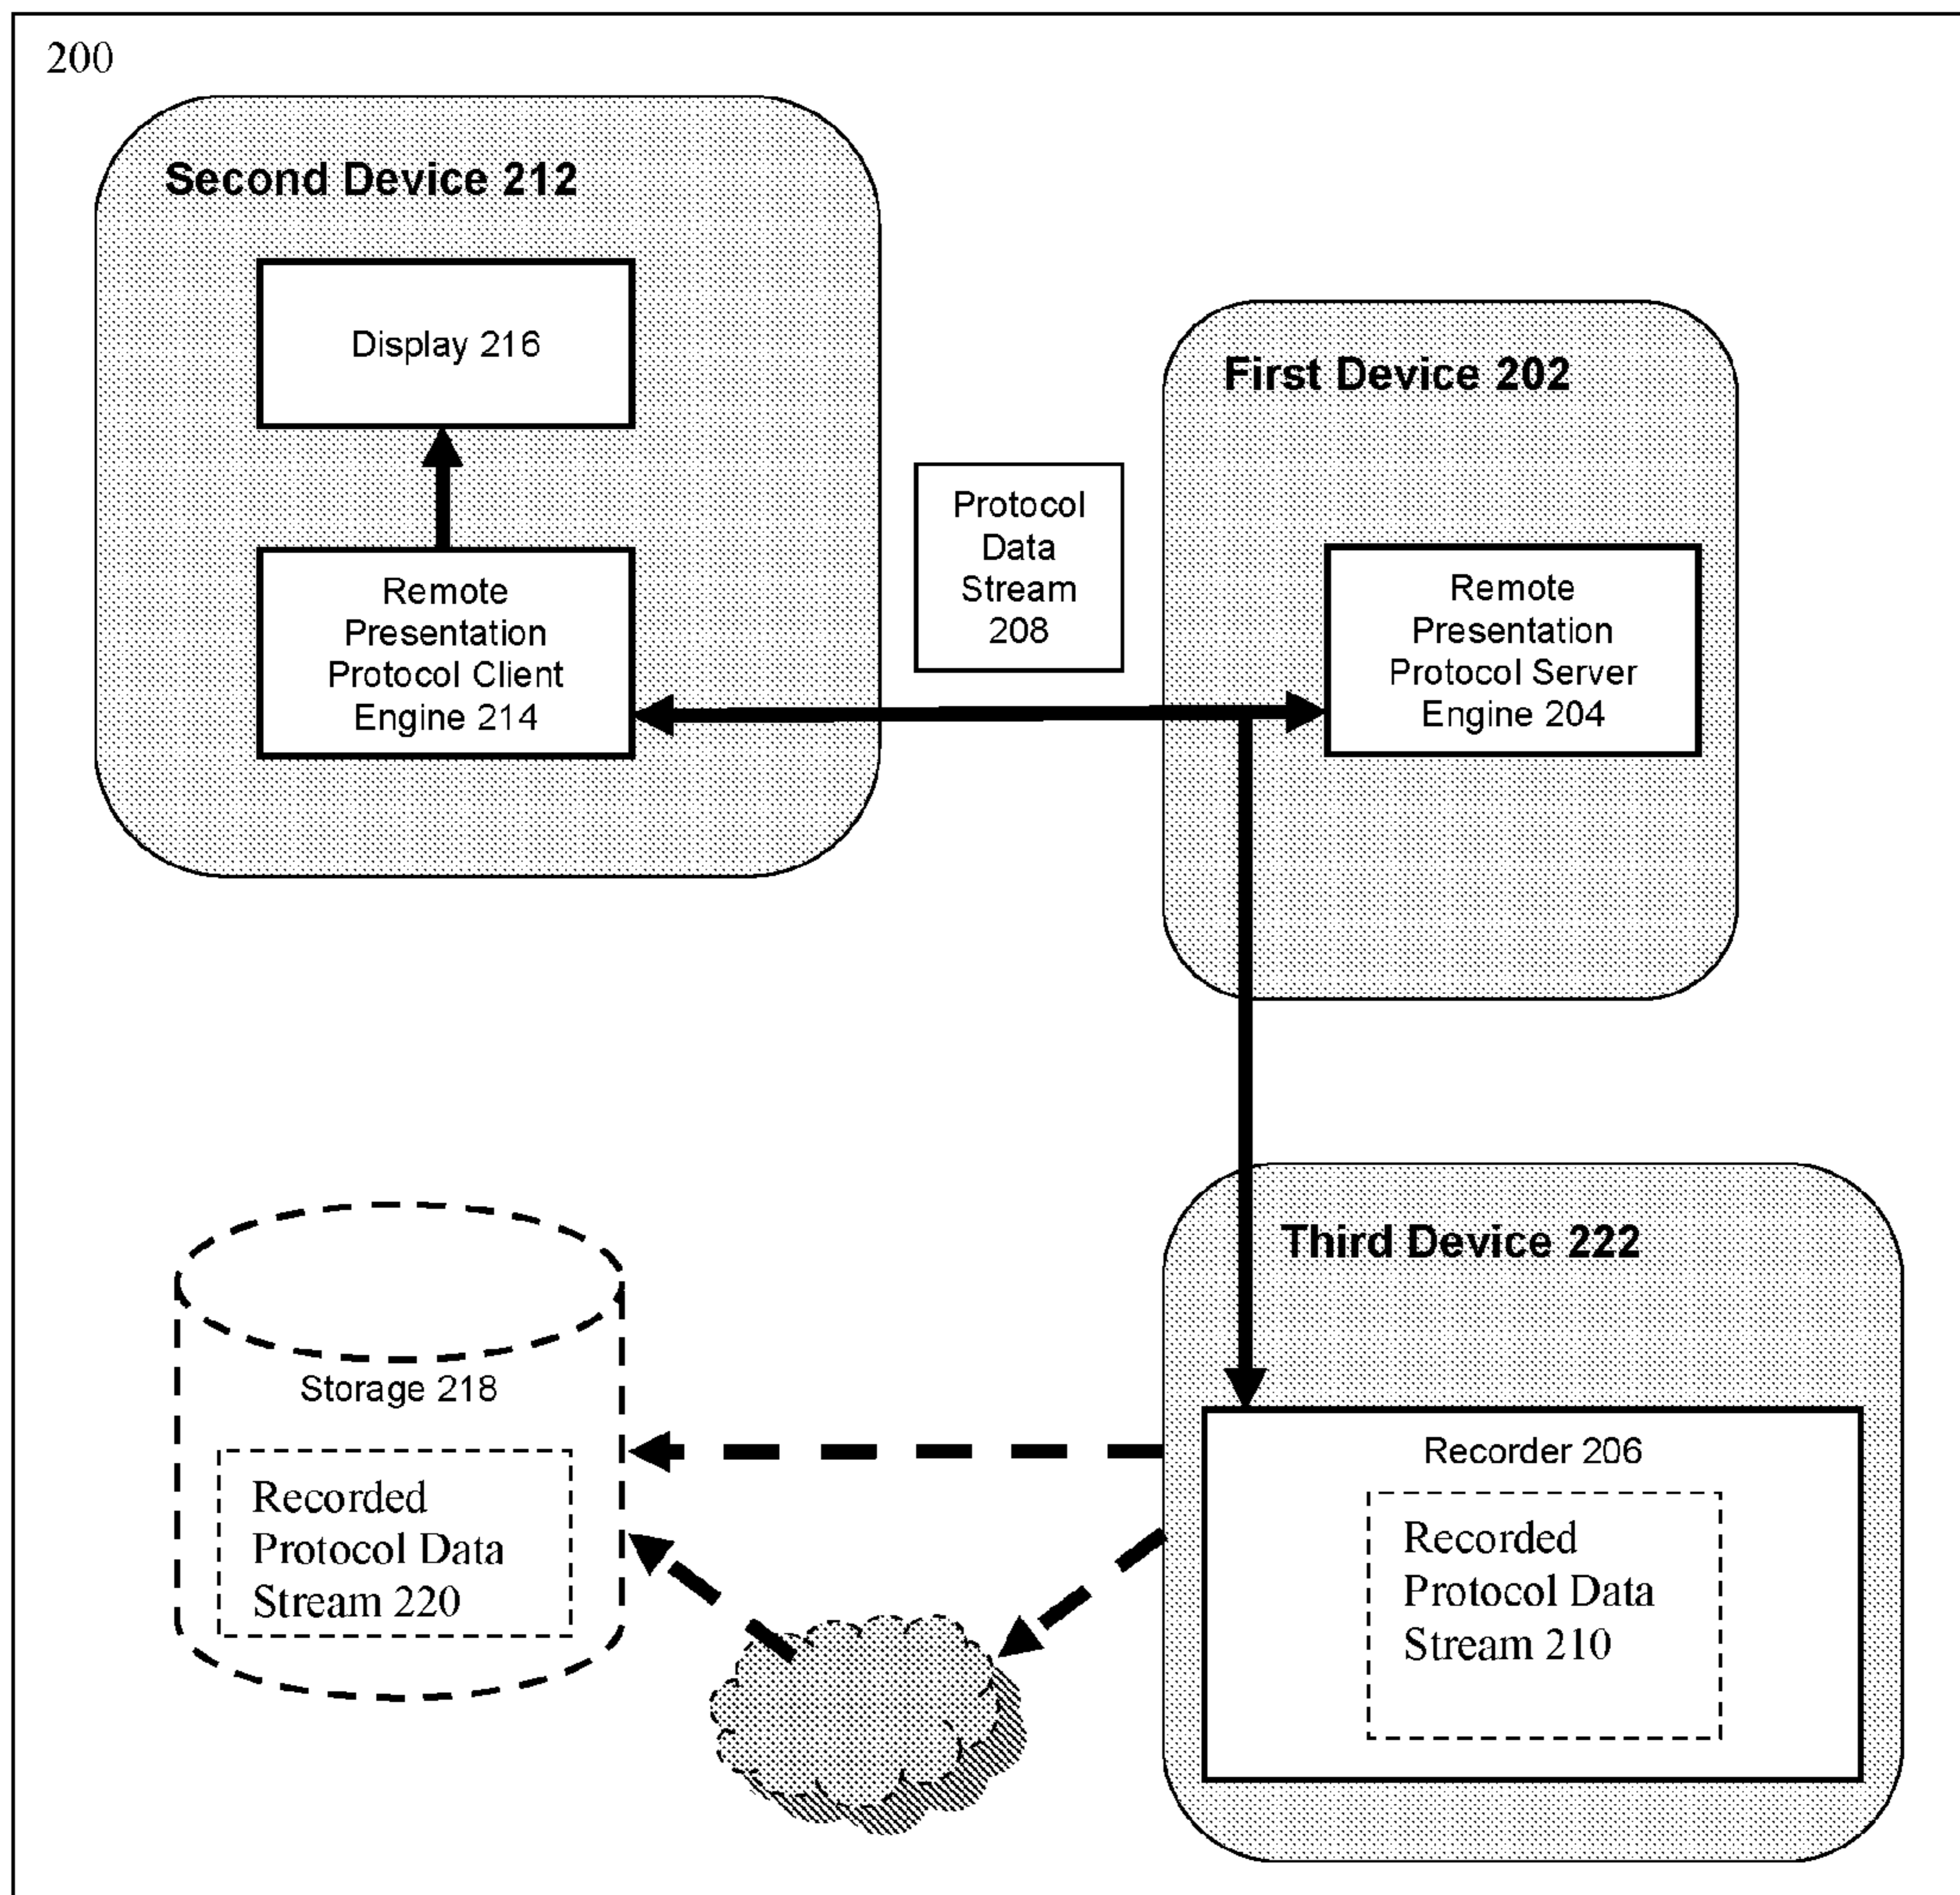 200
Second Device 212
Display 216
Remote
Presentation
Protocol Client
Engine 214
Protocol
Data
Stream
208
First Device 202
Remote
Presentation
Protocol Server
Engine 204
Storage 218
Recorded
Protocol Data
Stream 220
Third Device 222
Recorder 206
Recorded
Protocol Data
Stream 210